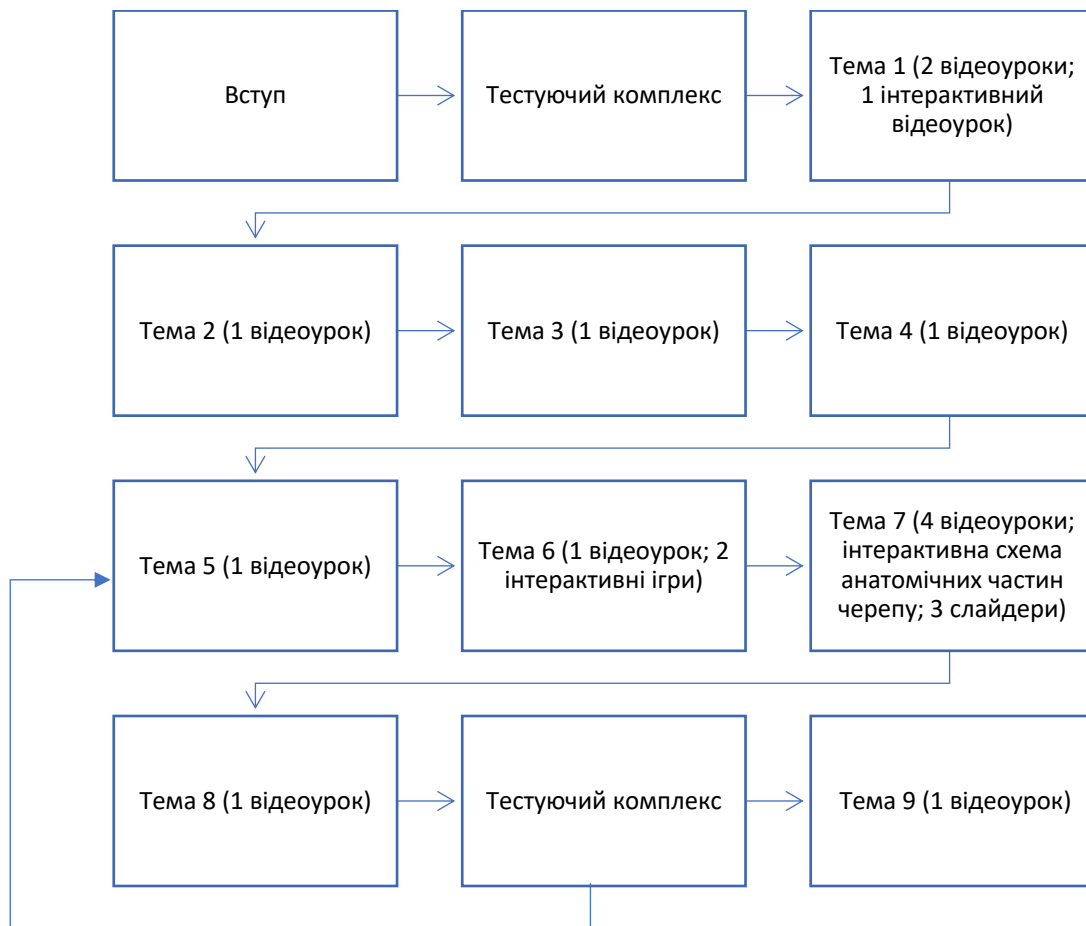 Вступ
Тестуючий комплекс
Тема 1 (2 відеоуроки;
1 інтерактивний
відеоурок)
Тема 2 (1 відеоурок)
Тема 3 (1 відеоурок)
Тема 4 (1 відеоурок)
Тема 5 (1 відеоурок)
Тема 6 (1 відеоурок; 2
інтерактивні ігри)
Тема 7 (4 відеоуроки;
інтерактивна схема
анатомічних частин
черепу; 3 слайдери)
Тема 8 (1 відеоурок)
Тестуючий комплекс
Тема 9 (1 відеоурок)